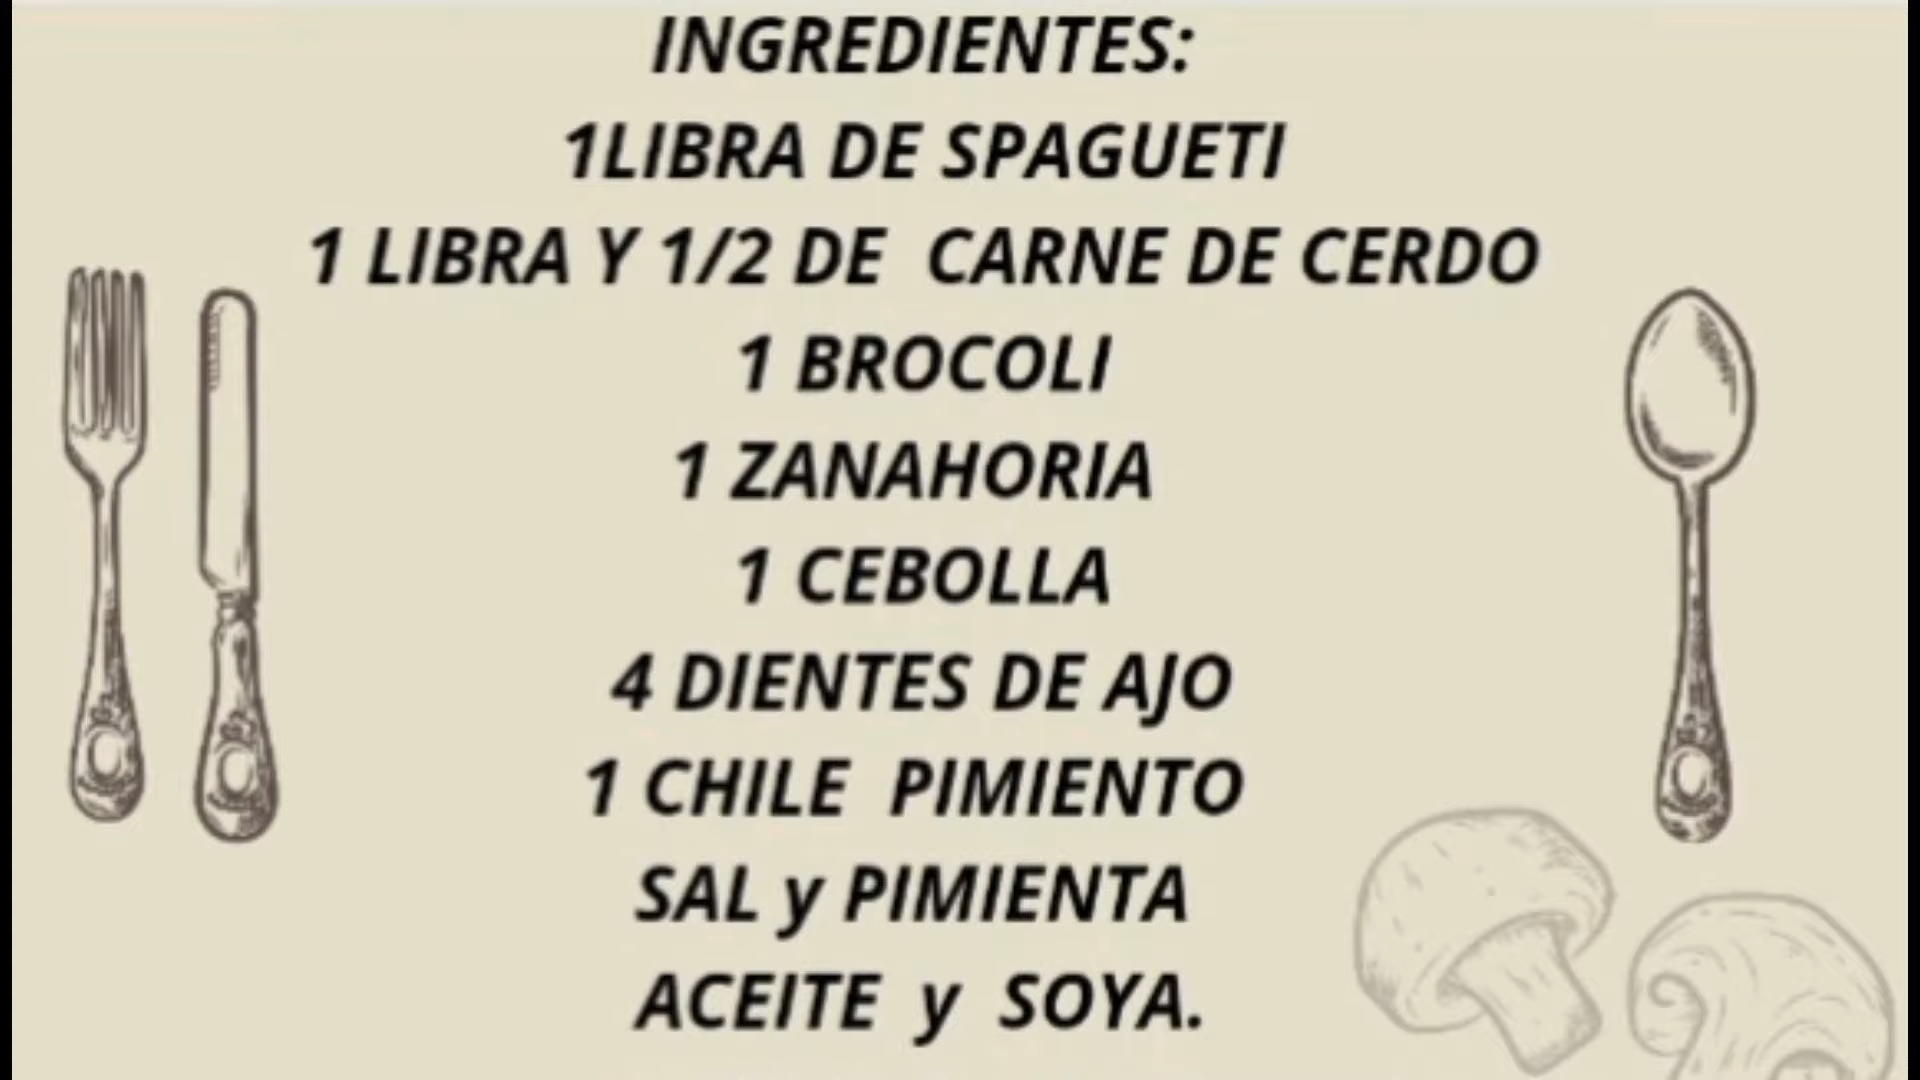 INGREDIENTES:
1LIBRA DE SPAGUETI
1 LIBRA Y 1/2 DE CARNE DE CERDO
1 BROCOLI
1 ZANAHORIA
1 CEBOLLA
4 DIENTES DE AJO
1 CHILE PIMIENTO
SAL y PIMIENTA
ACEITE y SOYA.